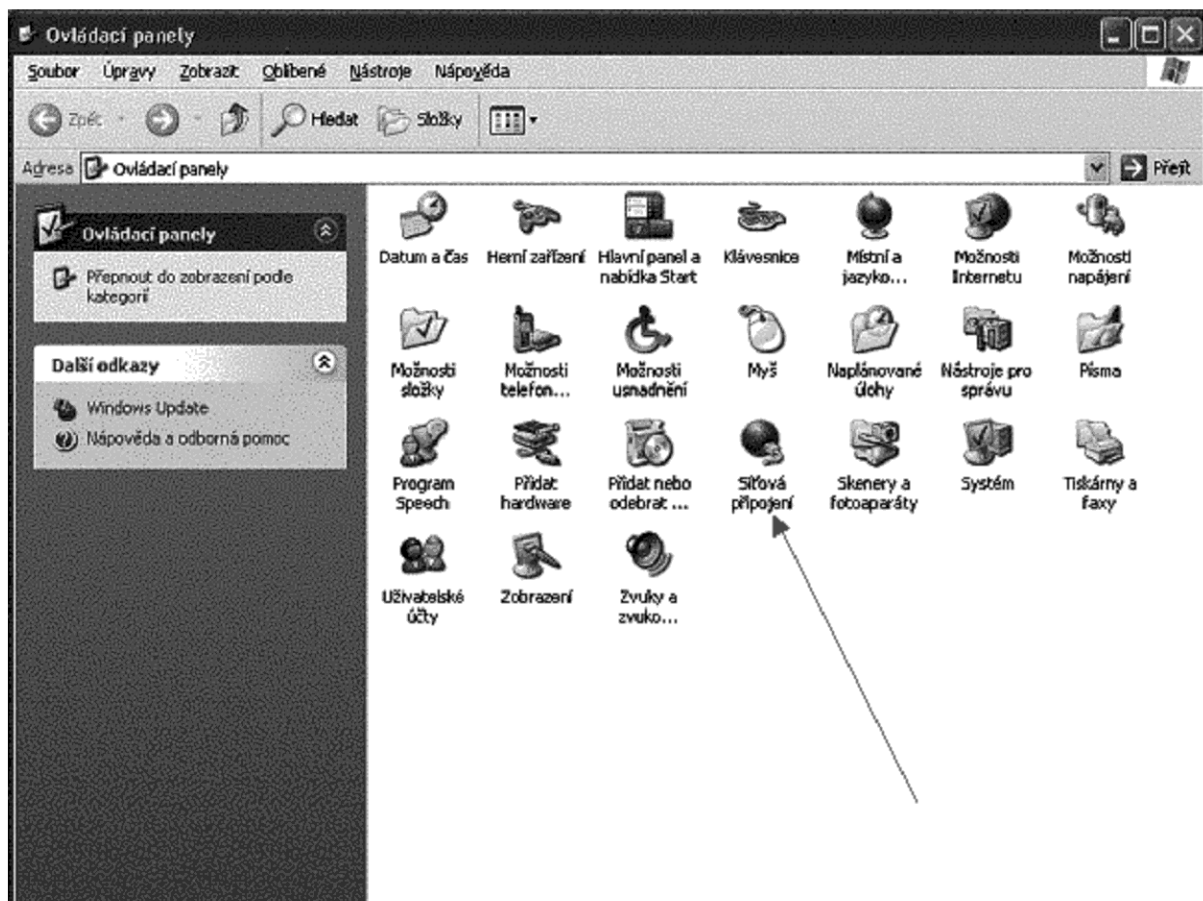 Ovládací panely
Soubor Úpravy Zobrazit Oblíbené Nástroje Nápověda
Zpět Hledat Složky
Adresa Ovládací panely Přejít
Ovládací panely
Přepnout do zobrazení podle
kategorií
Další odkazy
Windows Update
Nápověda a odborná pomoc
Datum a čas
Herní zařízení
Hlavní panel a
nabídka Start
Klávesnice
Místní a
jazyko...
Možnosti
Internetu
Možnosti
napájení
Možnosti
složky
Možnosti
telefon...
Možnosti
usnadnění
Myš
Naplánované
úlohy
Nástroje pro
správu
Písma
Program
Speech
Přidat
hardware
Přidat nebo
odebrat ...
Síťová
připojení
Skenery a
fotoaparáty
Systém
Tiskárny a
faxy
Uživatelské
účty
Zobrazení
Zvuky a
zvuko...